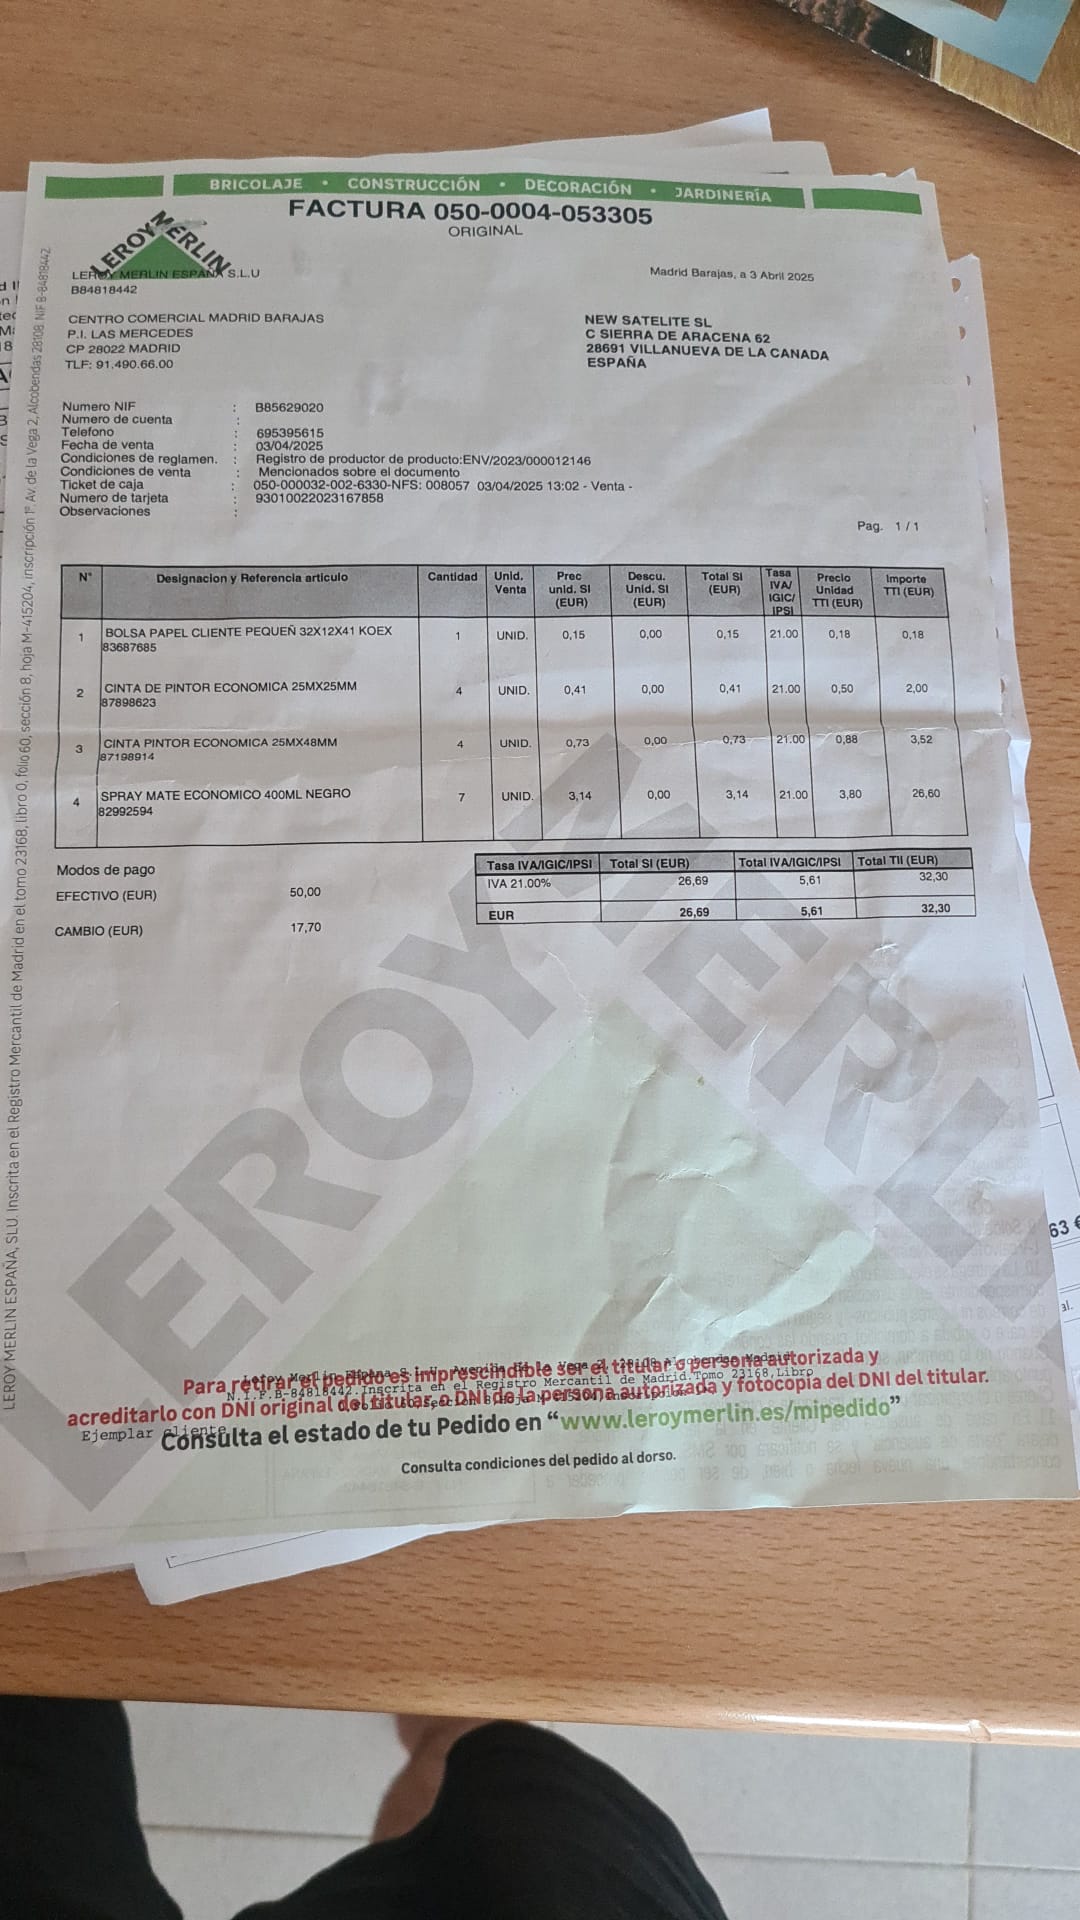 BRICOLAJE • CONSTRUCCIÓN • DECORACIÓN • JARDINERÍA
FACTURA 050-0004-053305
ORIGINAL
LEROY MERLIN
LEROY MERLIN ESPAÑA S.L.U
B84818442
Madrid Barajas, a 3 Abril 2025
CENTRO COMERCIAL MADRID BARAJAS
P.I. LAS MERCEDES
CP 28022 MADRID
TLF: 91.490.66.00
NEW SATELITE SL
C SIERRA DE ARACENA 62
28691 VILLANUEVA DE LA CANADA
ESPAÑA
Numero NIF : B85629020
Numero de cuenta :
Telefono : 695395615
Fecha de venta : 03/04/2025
Condiciones de reglamen. : Registro de productor de producto:ENV/2023/000012146
Condiciones de venta : Mencionados sobre el documento
Ticket de caja : 050-000032-002-6330-NFS: 008057 03/04/2025 13:02 - Venta -
Numero de tarjeta : 93010022023167858
Observaciones :
Pag. 1 / 1
N° Designacion y Referencia articulo Cantidad Unid. Venta Prec unid. SI (EUR) Descu. Unid. SI (EUR) Total SI (EUR) Tasa IVA/ IGIC/ IPSI Precio Unidad TTI (EUR) Importe TTI (EUR)
1 BOLSA PAPEL CLIENTE PEQUEÑ 32X12X41 KOEX 1 UNID. 0,15 0,00 0,15 21.00 0,18 0,18
83687685
2 CINTA DE PINTOR ECONOMICA 25MX25MM 4 UNID. 0,41 0,00 0,41 21.00 0,50 2,00
87898623
3 CINTA PINTOR ECONOMICA 25MX48MM 4 UNID. 0,73 0,00 0,73 21.00 0,88 3,52
87198914
4 SPRAY MATE ECONOMICO 400ML NEGRO 7 UNID. 3,14 0,00 3,14 21.00 3,80 26,60
82992594
Modos de pago
EFECTIVO (EUR) 50,00
CAMBIO (EUR) 17,70
Tasa IVA/IGIC/IPSI Total SI (EUR) Total IVA/IGIC/IPSI Total TII (EUR)
IVA 21.00% 26,69 5,61 32,30
EUR 26,69 5,61 32,30
LEROY MERLIN ESPAÑA, SLU. Inscrita en el Registro Mercantil de Madrid en el tomo 23168, libro 0, folio 60, sección 8, hoja M-415204, inscripción 1ª. Av. de la Vega 2, Alcobendas 28108. NIF B-84818442
LEROY MERL
63 €
Para retirar el pedido es imprescindible ser el titular o persona autorizada y
acreditarlo con DNI original del titular, o DNI de la persona autorizada y fotocopia del DNI del titular.
N.I.F.B-84818442.Inscrita en el Registro Mercantil de Madrid.Tomo 23168,Libro
Ejemplar Cliente
Consulta el estado de tu Pedido en “www.leroymerlin.es/mipedido”
Consulta condiciones del pedido al dorso.